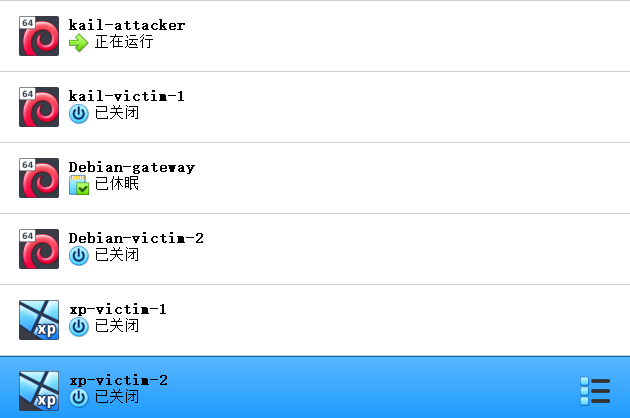 64
kail-attacker
正在运行
64
kail-victim-1
已关闭
64
Debian-gateway
已休眠
64
Debian-victim-2
已关闭
xp
xp-victim-1
已关闭
xp
xp-victim-2
已关闭